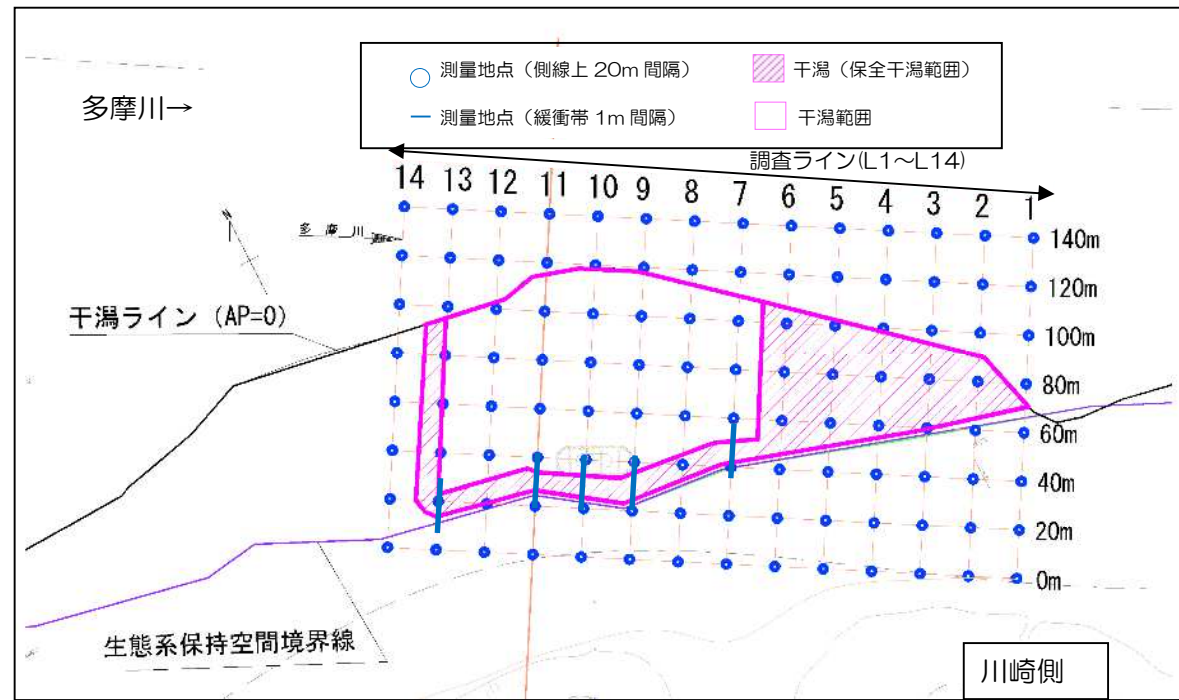 ○ 測量地点（側線上 20m 間隔）
干潟（保全干潟範囲）
― 測量地点（緩衝帯 1m 間隔）
干潟範囲
多摩川→
調査ライン(L1～L14)
14 13 12 11 10 9 8 7 6 5 4 3 2 1
多摩川
140m
120m
干潟ライン (AP=0)
100m
80m
60m
40m
20m
0m
生態系保持空間境界線
川崎側